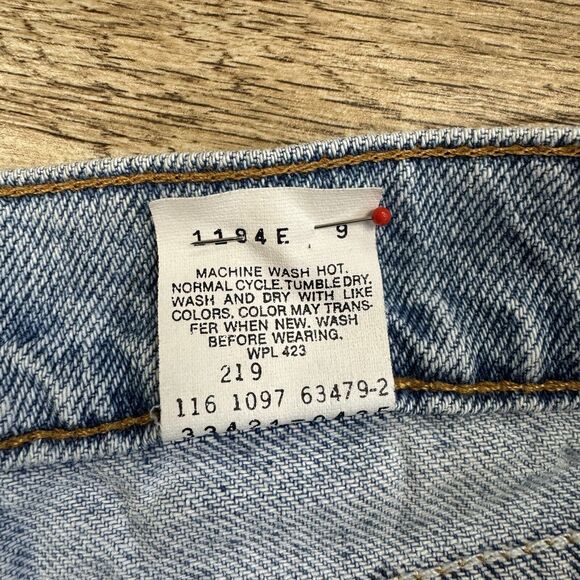 1194E 9
MACHINE WASH HOT.
NORMAL CYCLE. TUMBLE DRY.
WASH AND DRY WITH LIKE
COLORS. COLOR MAY TRANS-
FER WHEN NEW. WASH
BEFORE WEARING.
WPL 423
219
116 1097 63479-2